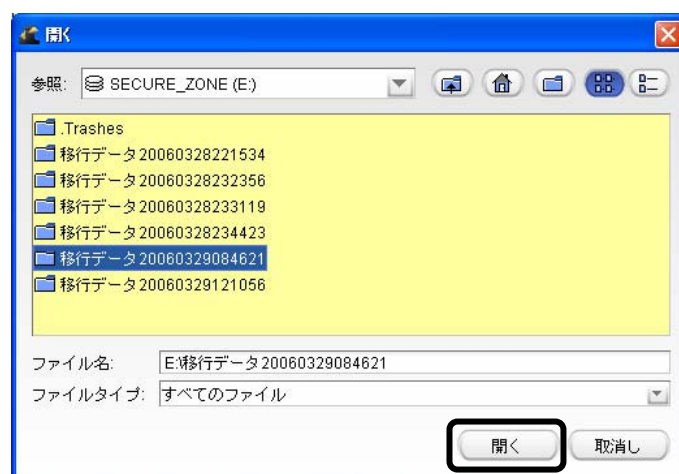 開く
参照: SECURE_ZONE (E:)
.Trashes
移行データ20060328221534
移行データ20060328232356
移行データ20060328233119
移行データ20060328234423
移行データ20060329084621
移行データ20060329121056
ファイル名: E:\移行データ20060329084621
ファイルタイプ: すべてのファイル
開く 取消し